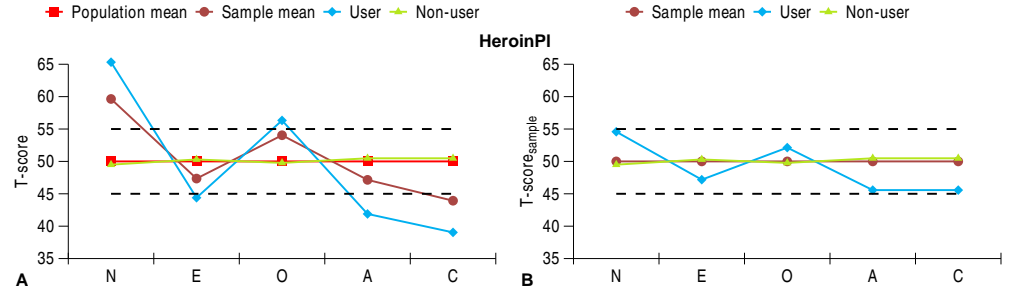 Population mean Sample mean User Non-user
Sample mean User Non-user
HeroinPI
T-score
65
60
55
50
45
40
35
N E O A C
A
T-scoresample
65
60
55
50
45
40
35
N E O A C
B